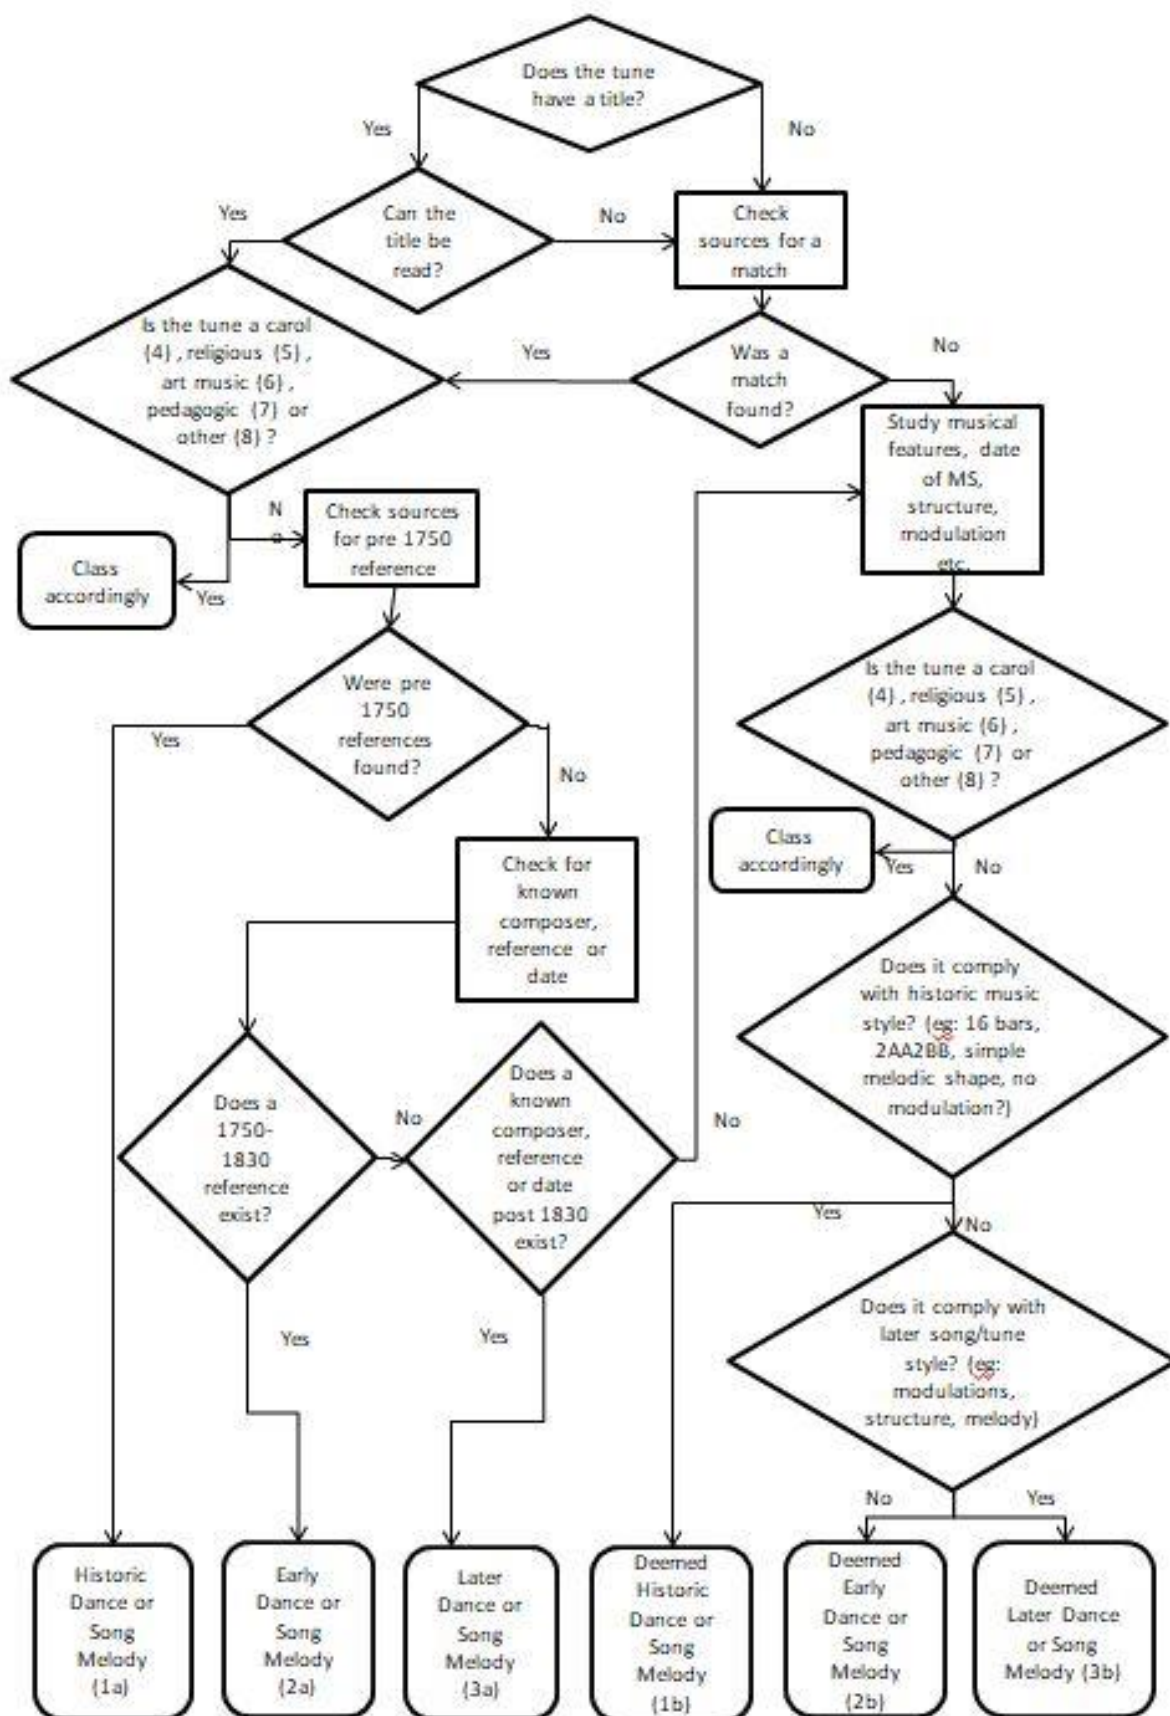 Does the tune
have a title?
Yes
No
Can the
title be
read?
Yes
No
Check
sources for a
match
Is the tune a carol
(4) , religious (5) ,
art music (6) ,
pedagogic (7) or
other (8) ?
Yes
Was a
match
found?
No
Study musical
features, date
of MS,
structure,
modulation
etc.
N
o
Check sources
for pre 1750
reference
Class
accordingly
Yes
Were pre
1750
references
found?
Yes
No
Is the tune a carol
(4) , religious (5) ,
art music (6) ,
pedagogic (7) or
other (8) ?
Class
accordingly
Yes
No
Check for
known
composer,
reference or
date
Does it comply
with historic music
style? (eg: 16 bars,
2AA2BB, simple
melodic shape, no
modulation?)
Does a
1750-
1830
reference
exist?
No
Does a
known
composer,
reference
or date
post 1830
exist?
No
Yes
No
Does it comply with
later song/tune
style? (eg:
modulations,
structure, melody)
Yes
Yes
No
Yes
Historic
Dance or
Song
Melody
(1a)
Early
Dance or
Song
Melody
(2a)
Later
Dance or
Song
Melody
(3a)
Deemed
Historic
Dance or
Song
Melody
(1b)
Deemed
Early
Dance or
Song
Melody
(2b)
Deemed
Later Dance
or Song
Melody (3b)